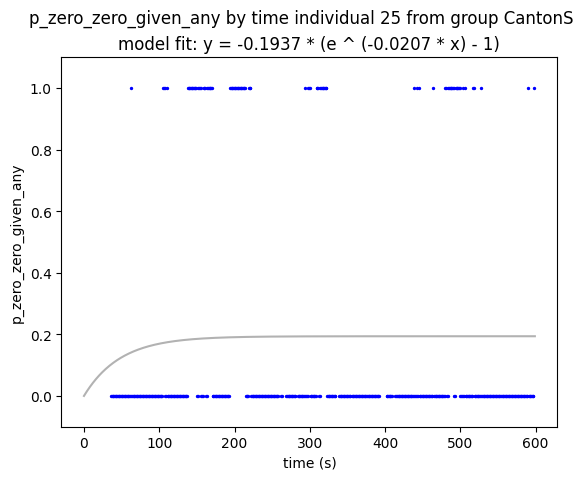 p_zero_zero_given_any by time individual 25 from group CantonS
model fit: y = -0.1937 * (e ^ (-0.0207 * x) - 1)
p_zero_zero_given_any
1.0
0.8
0.6
0.4
0.2
0.0
0 100 200 300 400 500 600
time (s)